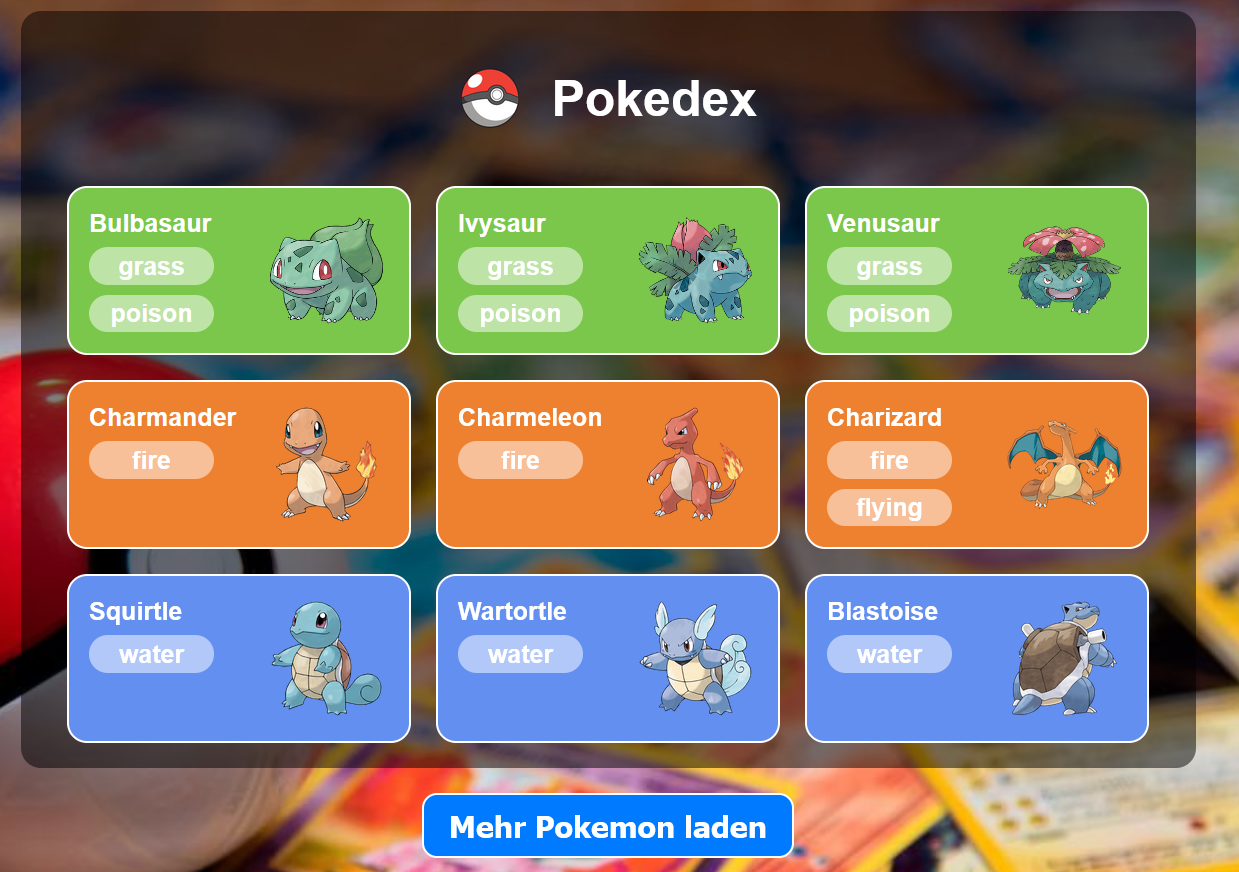 Pokedex
Bulbasaur
grass
poison
Ivysaur
grass
poison
Venusaur
grass
poison
Charmander
fire
Charmeleon
fire
Charizard
fire
flying
Squirtle
water
Wartortle
water
Blastoise
water
Mehr Pokemon laden